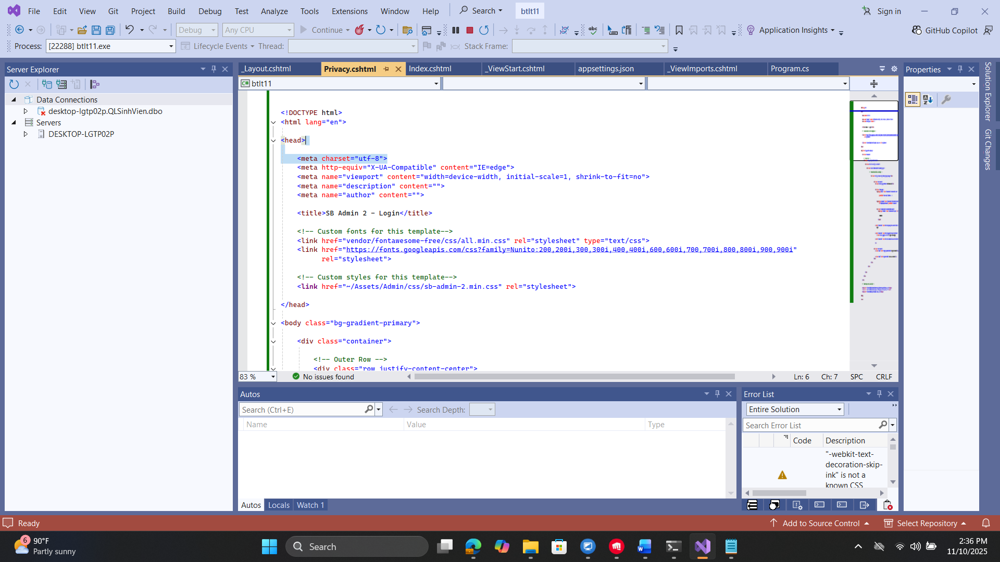 File Edit View Git Project Build Debug Test Analyze Tools Extensions Window Help Search btlt11 Sign in
Debug Any CPU Continue Application Insights GitHub Copilot
Process: [22288] btlt11.exe Lifecycle Events Thread: Stack Frame:
Server Explorer
Data Connections
desktop-lgtp02p.QLSinhVien.dbo
Servers
DESKTOP-LGTP02P
_Layout.cshtml Privacy.cshtml Index.cshtml _ViewStart.cshtml appsettings.json _ViewImports.cshtml Program.cs
btlt11
<!DOCTYPE html>
<html lang="en">
<head>
<meta charset="utf-8">
<meta http-equiv="X-UA-Compatible" content="IE=edge">
<meta name="viewport" content="width=device-width, initial-scale=1, shrink-to-fit=no">
<meta name="description" content="">
<meta name="author" content="">
<title>SB Admin 2 - Login</title>
<!-- Custom fonts for this template-->
<link href="vendor/fontawesome-free/css/all.min.css" rel="stylesheet" type="text/css">
<link href="https://fonts.googleapis.com/css?family=Nunito:200,200i,300,300i,400,400i,600,600i,700,700i,800,800i,900,900i"
rel="stylesheet">
<!-- Custom styles for this template-->
<link href="~/Assets/Admin/css/sb-admin-2.min.css" rel="stylesheet">
</head>
<body class="bg-gradient-primary">
<div class="container">
<!-- Outer Row -->
<div class="row justify-content-center">
83 % No issues found Ln: 6 Ch: 7 SPC CRLF
Autos
Search (Ctrl+E) Search Depth:
Name Value Type
Autos Locals Watch 1
Error List
Entire Solution
Search Error List
Code Description
"-webkit-text-
decoration-skip-
ink" is not a
known CSS
Properties
Solution Explorer
Git Changes
Ready Add to Source Control Select Repository
6 90°F
Partly sunny
Search
2:36 PM
11/10/2025